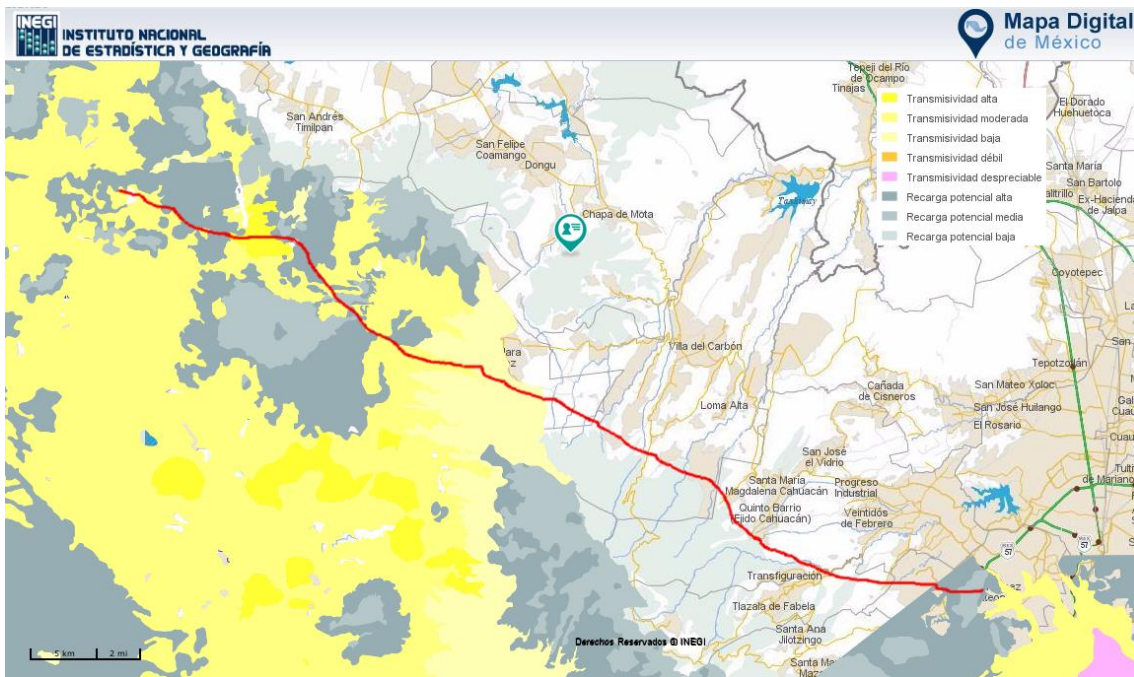 INEGI
INSTITUTO NACIONAL
DE ESTADÍSTICA Y GEOGRAFÍA
Mapa Digital
de México
Tepeji del Río
de Ocampo
Tinajas
Transmisividad alta
Transmisividad moderada
Transmisividad baja
Transmisividad débil
Transmisividad despreciable
Recarga potencial alta
Recarga potencial media
Recarga potencial baja
El Dorado
Huehuetoca
Santa María
San Bartolo
Ex-Hacienda
de Jalpa
Coyotepec
San Andrés
Timilpan
San Felipe
Coamango
Dongu
Chapa de Mota
Taxhimay
Villa del Carbón
Loma Alta
Cañada
de Cisneros
Tepotzotlán
San Mateo Xoloc
San José Huilango
El Rosario
San José
el Vidrio
Santa María
Magdalena Cahuacán
Progreso
Industrial
Quinto Barrio
(Ejido Cahuacán)
Veintidós
de Febrero
de Mariano
57
57
Transfiguración
Tlazala de Fabela
Santa Ana
Jilotzingo
Derechos Reservados © INEGI
5 km
2 mi